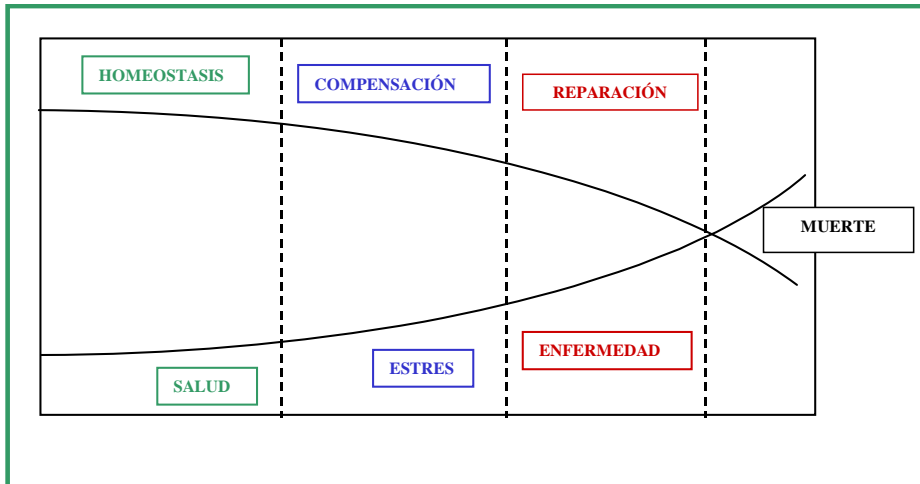 HOMEOSTASIS
COMPENSACIÓN
REPARACIÓN
MUERTE
ENFERMEDAD
ESTRES
SALUD